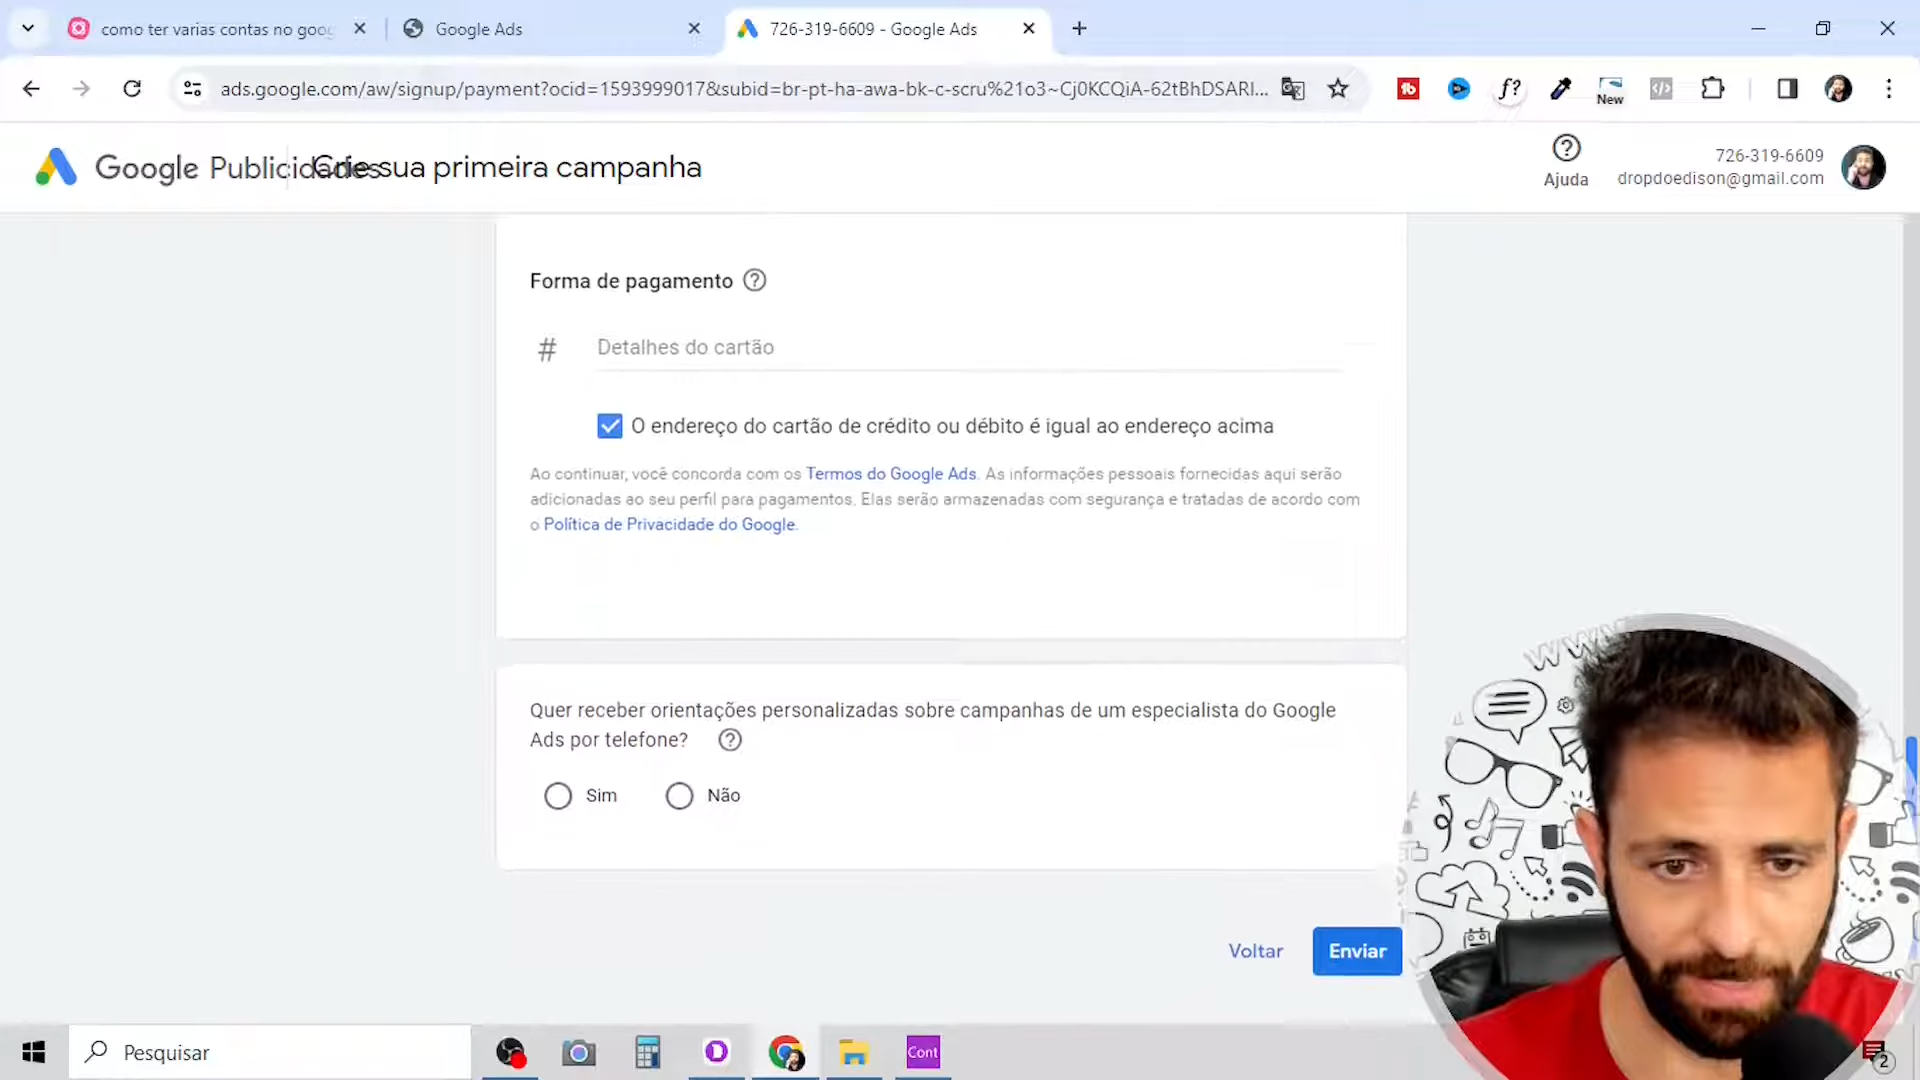 como ter varias contas no goog
Google Ads
726-319-6609 - Google Ads
ads.google.com/aw/signup/payment?ocid=1593999017&subid=br-pt-ha-awa-bk-c-scru%21o3~Cj0KCQiA-62tBhDSARI...
f?
New
Google Publicidades
Crie sua primeira campanha
Ajuda
726-319-6609
dropdoedison@gmail.com
Forma de pagamento
# Detalhes do cartão
O endereço do cartão de crédito ou débito é igual ao endereço acima
Ao continuar, você concorda com os Termos do Google Ads. As informações pessoais fornecidas aqui serão
adicionadas ao seu perfil para pagamentos. Elas serão armazenadas com segurança e tratadas de acordo com
o Política de Privacidade do Google.
Quer receber orientações personalizadas sobre campanhas de um especialista do Google
Ads por telefone?
Sim Não
Voltar Enviar
WWW
Pesquisar
Cont
2